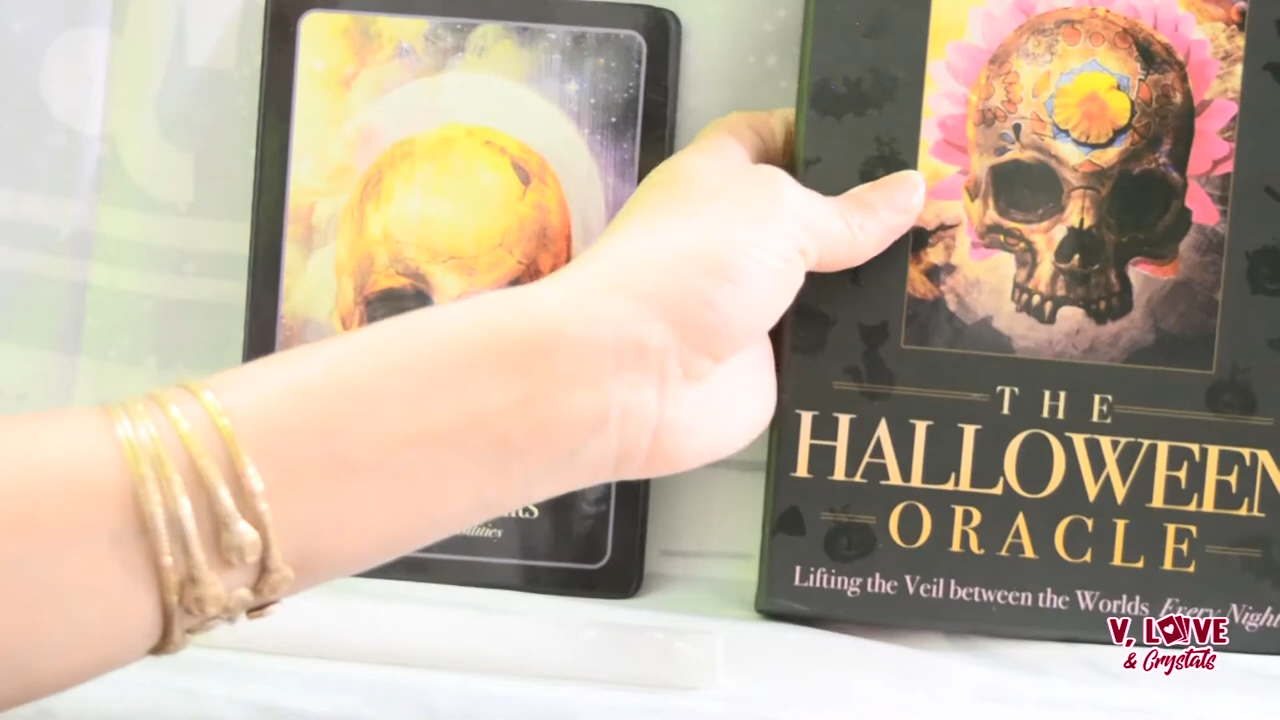 THE
HALLOWEEN
ORACLE
Lifting the Veil between the Worlds Every Night
V, LOVE
& Crystals